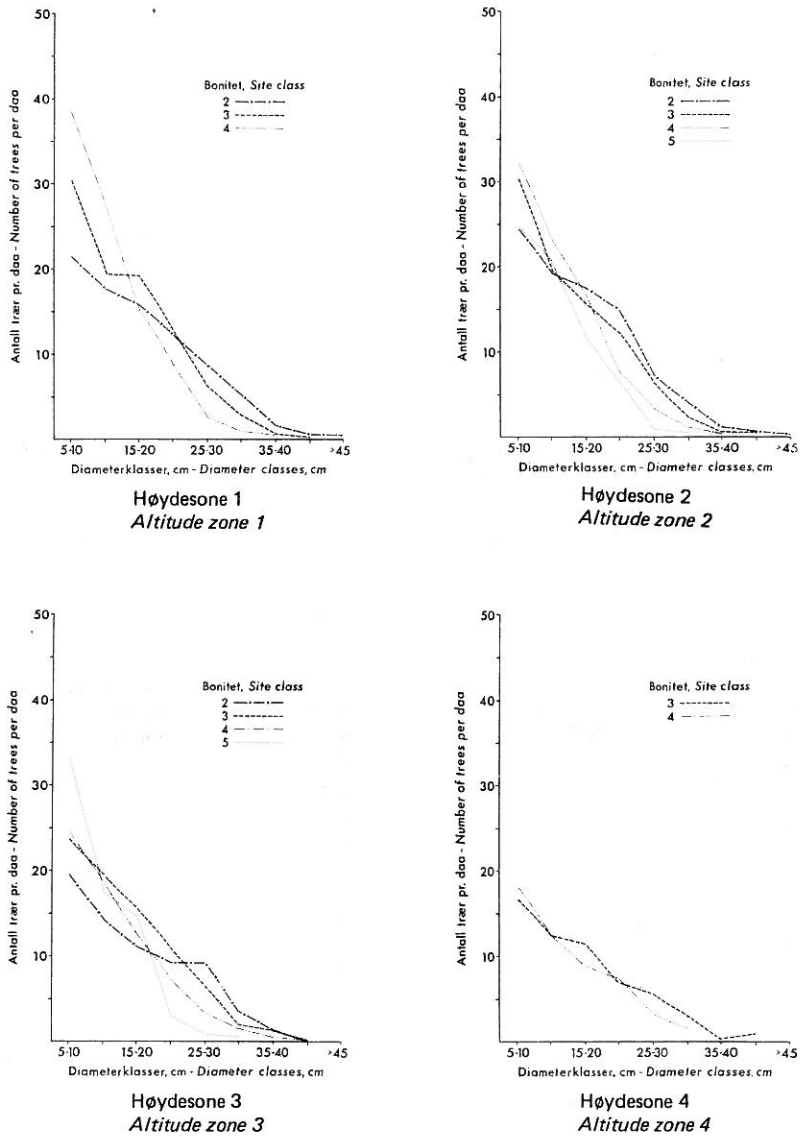 50
40
30
20
10
Antall trær pr. daa - Number of trees per daa
Bonitet, Site class
2
3
4
5-10
15-20
25-30
35-40
>45
Diameterklasser, cm - Diameter classes, cm
Høydesone 1
Altitude zone 1
50
40
30
20
10
Antall trær pr. daa - Number of trees per daa
Bonitet, Site class
2
3
4
5
5-10
15-20
25-30
35-40
>45
Diameterklasser, cm - Diameter classes, cm
Høydesone 2
Altitude zone 2
50
40
30
20
10
Antall trær pr. daa - Number of trees per daa
Bonitet, Site class
2
3
4
5
5-10
15-20
25-30
35-40
>45
Diameterklasser, cm - Diameter classes, cm
Høydesone 3
Altitude zone 3
50
40
30
20
10
Antall trær pr. daa - Number of trees per daa
Bonitet, Site class
3
4
5-10
15-20
25-30
35-40
>45
Diameterklasser, cm - Diameter classes, cm
Høydesone 4
Altitude zone 4